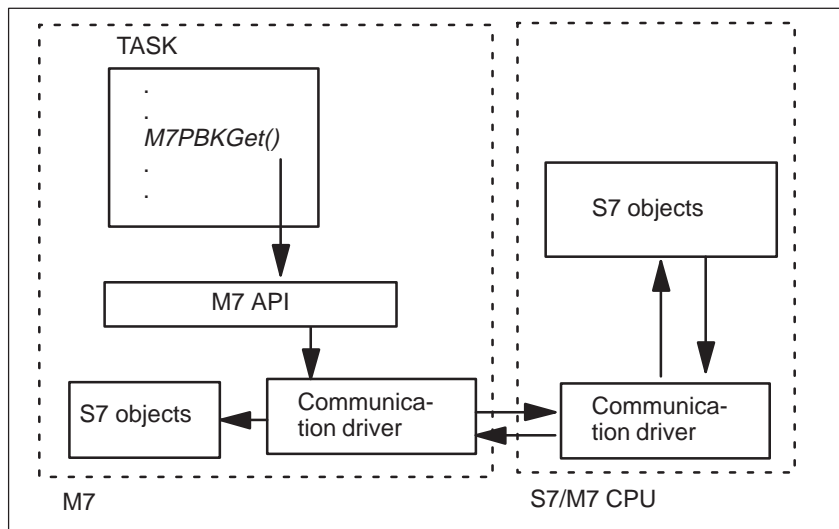 TASK
.
.
M7PBKGet()
.
.
M7 API
S7 objects
Communica-
tion driver
M7
S7 objects
Communica-
tion driver
S7/M7 CPU